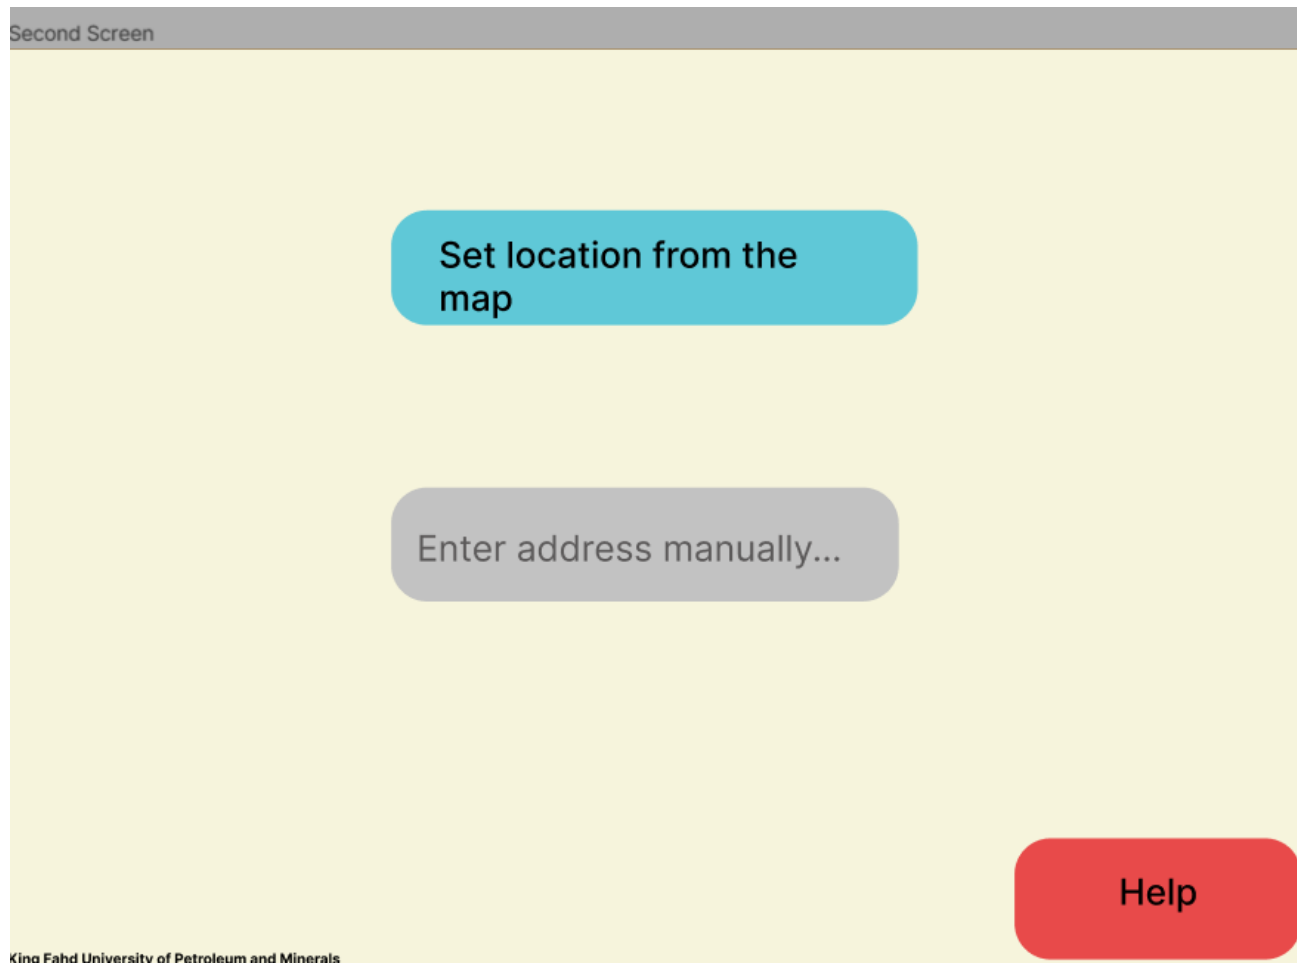 Second Screen
Set location from the
map
Enter address manually...
Help
King Fahd University of Petroleum and Minerals